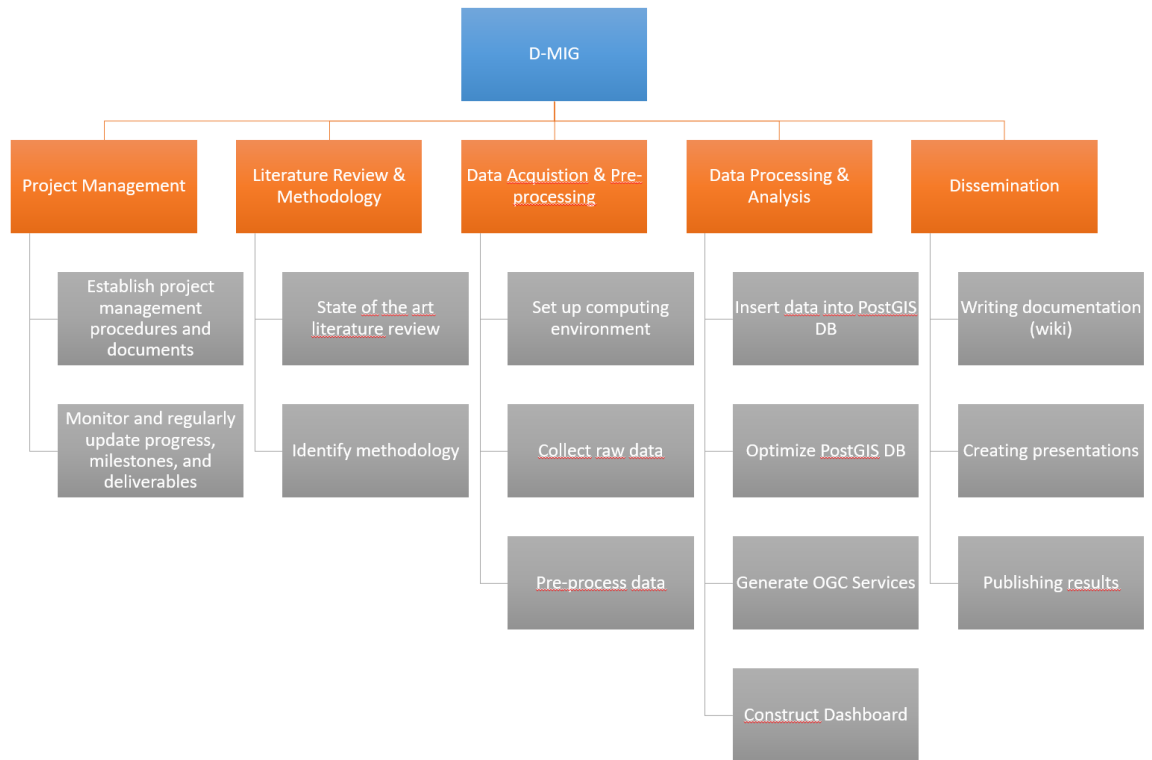 D-MIG
Project Management
Literature Review &
Methodology
Data Acquistion & Pre-
processing
Data Processing &
Analysis
Dissemination
Establish project
management
procedures and
documents
Monitor and regularly
update progress,
milestones, and
deliverables
State of the art
literature review
Identify methodology
Set up computing
environment
Collect raw data
Pre-process data
Insert data into PostGIS
DB
Optimize PostGIS DB
Generate OGC Services
Construct Dashboard
Writing documentation
(wiki)
Creating presentations
Publishing results